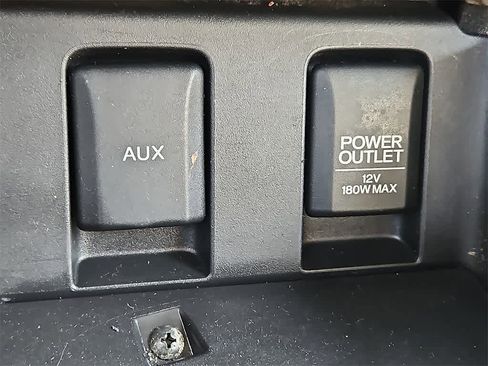 AUX
POWER
OUTLET
12V
180W MAX